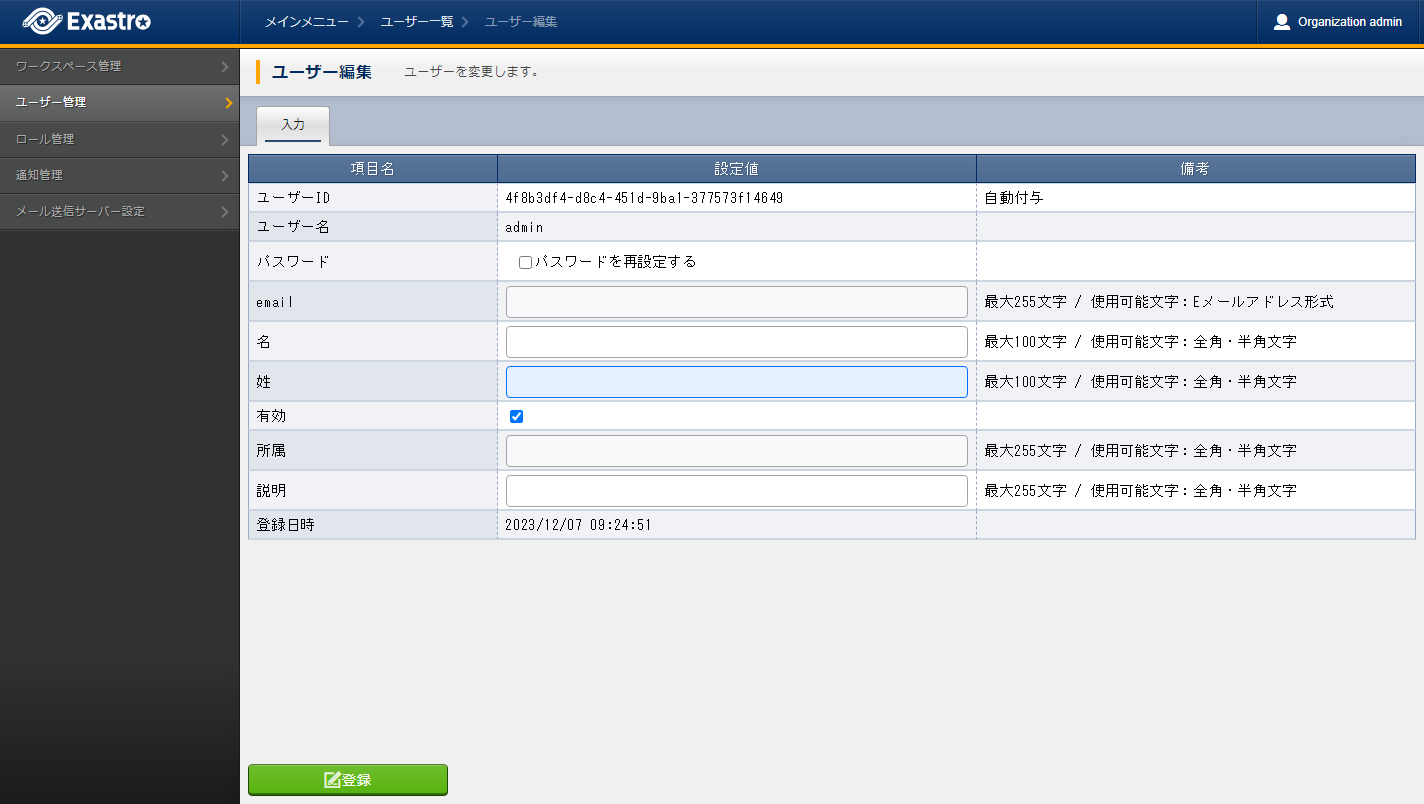 Exastro メインメニュー ユーザー一覧 ユーザー編集 Organization admin
ワークスペース管理
ユーザー管理
ロール管理
通知管理
メール送信サーバー設定
ユーザー編集 ユーザーを変更します。
入力
項目名 設定値 備考
ユーザーID 4f8b3df4-d8c4-451d-9ba1-377573f14649 自動付与
ユーザー名 admin
パスワード パスワードを再設定する
email 最大255文字 / 使用可能文字：Eメールアドレス形式
名 最大100文字 / 使用可能文字：全角・半角文字
姓 最大100文字 / 使用可能文字：全角・半角文字
有効
所属 最大255文字 / 使用可能文字：全角・半角文字
説明 最大255文字 / 使用可能文字：全角・半角文字
登録日時 2023/12/07 09:24:51
登録